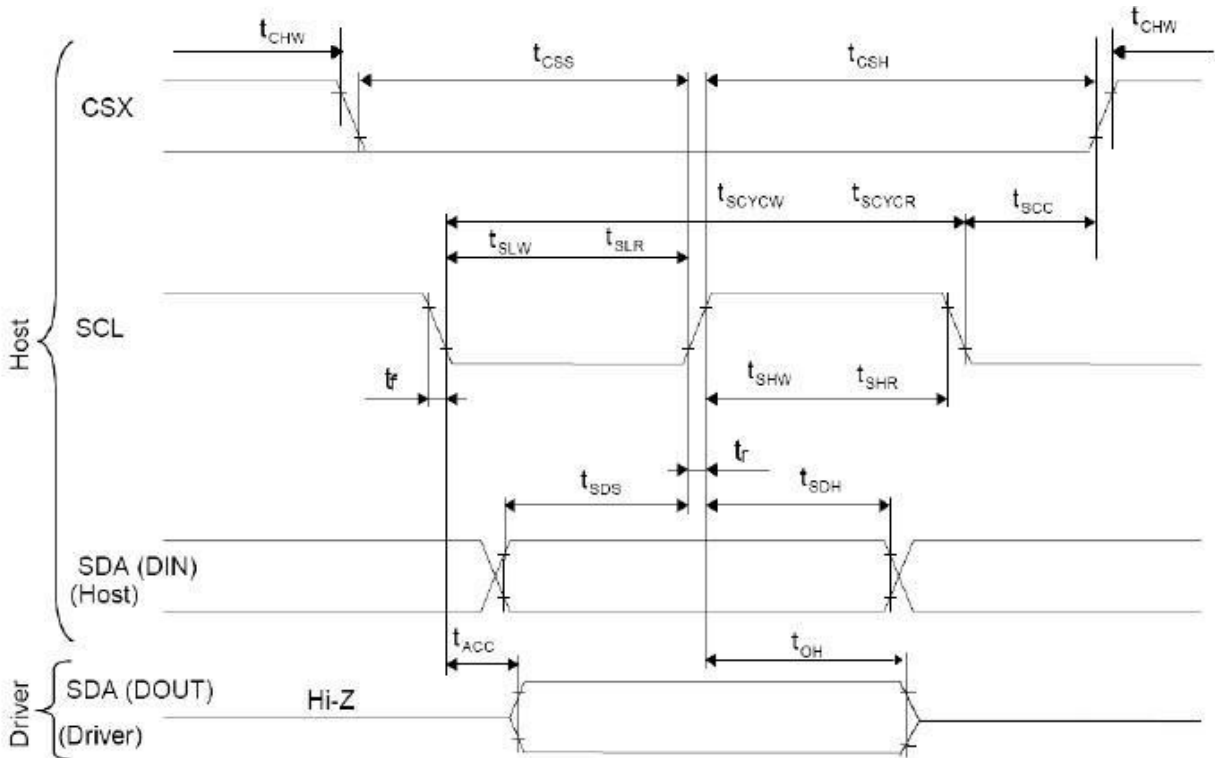 tCHW
tCHW
tCSS
tCSH
CSX
tSCYCW
tSCYCR
tSCC
tSLW
tSLR
SCL
Host
tf
tSHW
tSHR
tr
tSDS
tSDH
SDA (DIN)
(Host)
tACC
tOH
SDA (DOUT)
Hi-Z
Driver
(Driver)